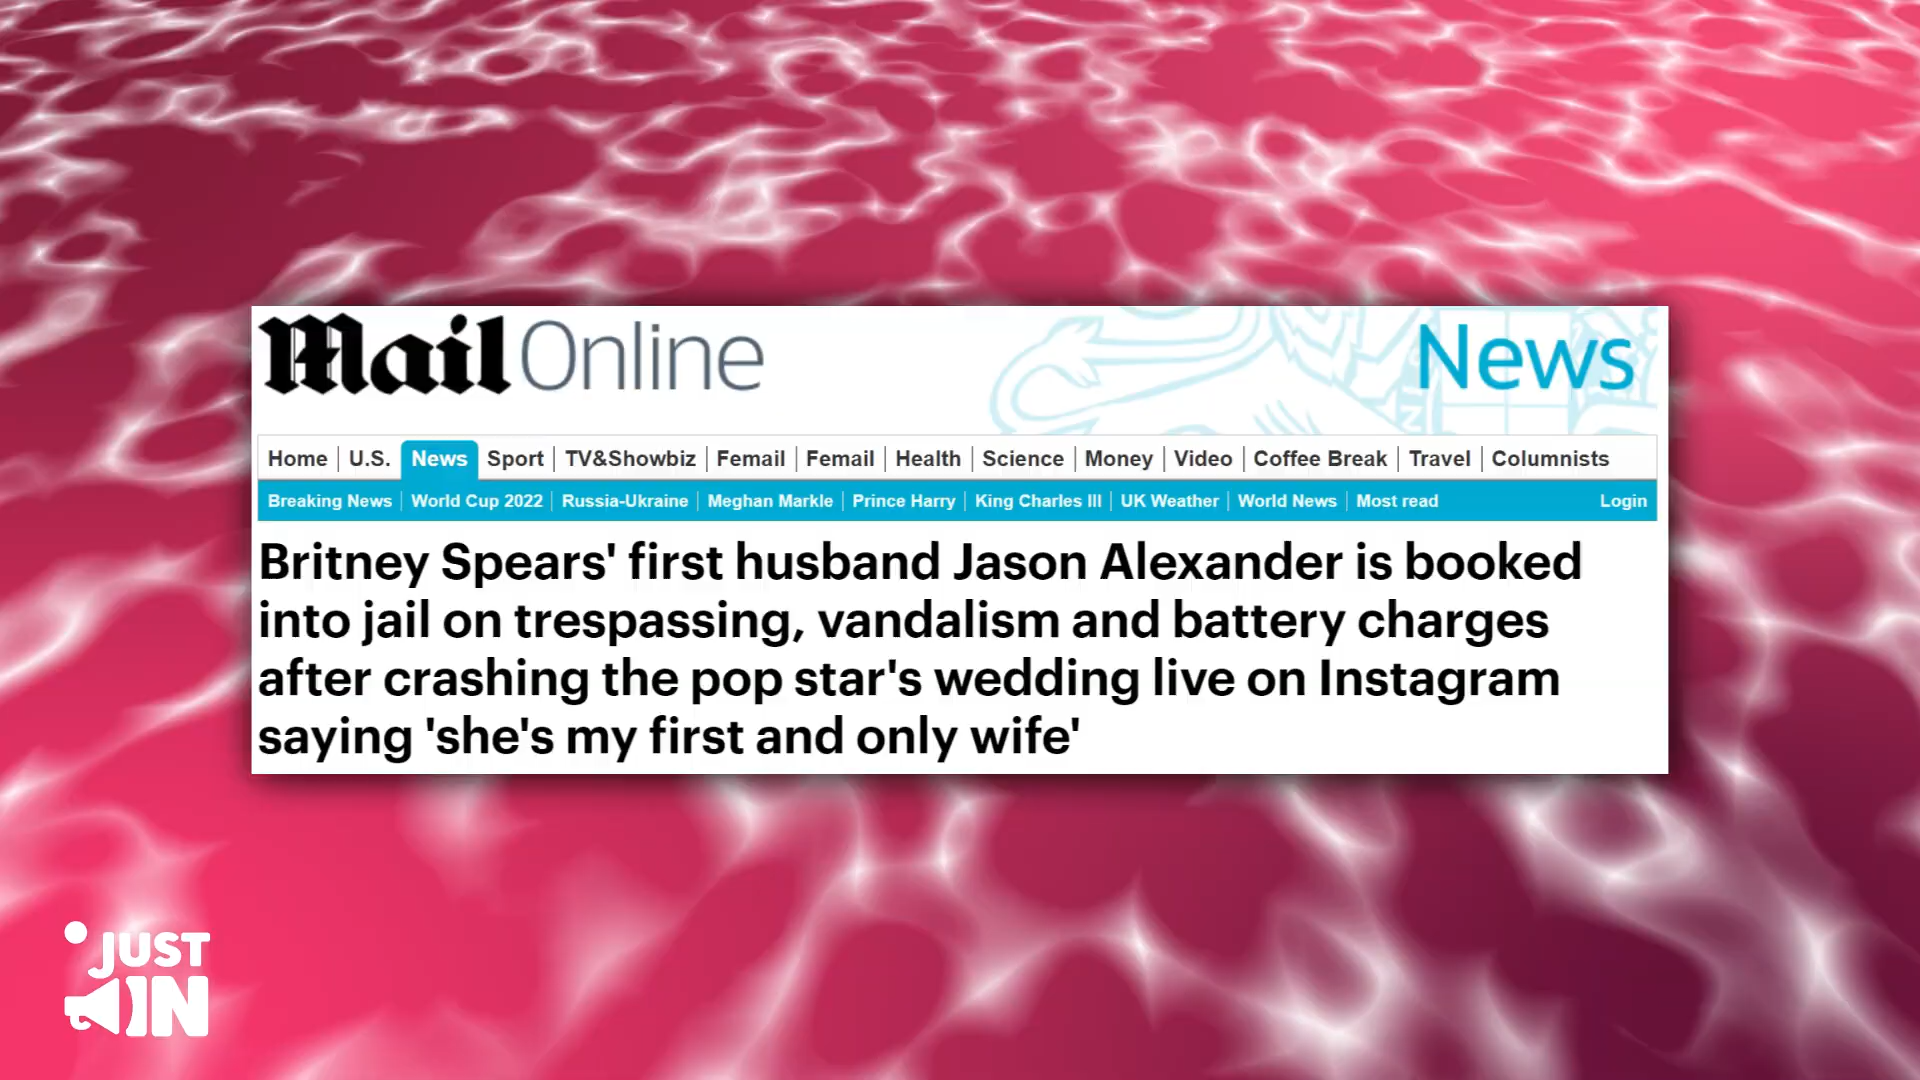 Mail Online News
Home U.S. News Sport TV&Showbiz Femail Femail Health Science Money Video Coffee Break Travel Columnists
Breaking News World Cup 2022 Russia-Ukraine Meghan Markle Prince Harry King Charles III UK Weather World News Most read Login
Britney Spears' first husband Jason Alexander is booked
into jail on trespassing, vandalism and battery charges
after crashing the pop star's wedding live on Instagram
saying 'she's my first and only wife'
JUST
IN